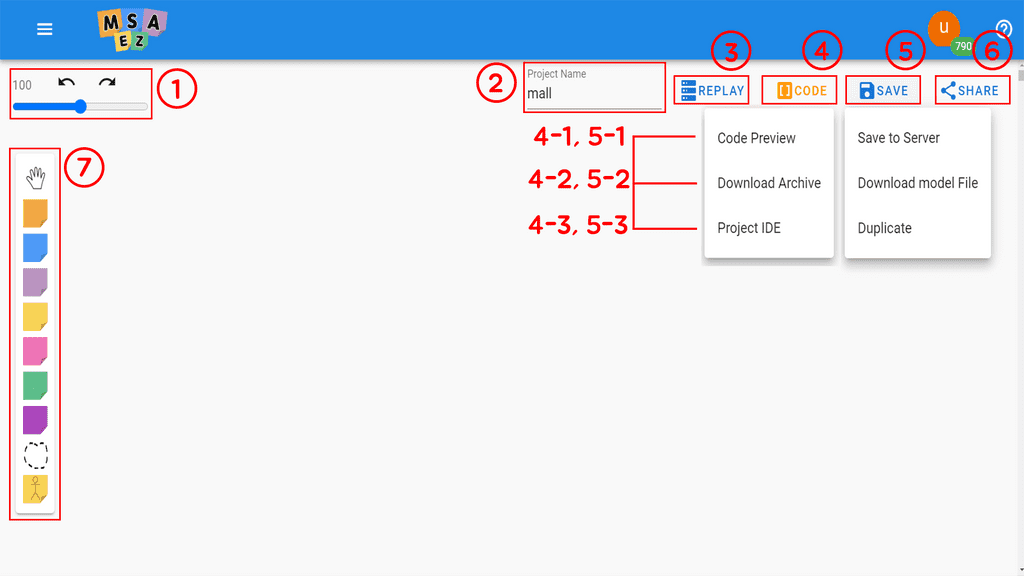 MSA
EZ
u
790
100
1
2
Project Name
mall
3
REPLAY
4
CODE
5
SAVE
6
SHARE
7
4-1, 5-1
4-2, 5-2
4-3, 5-3
Code Preview
Download Archive
Project IDE
Save to Server
Download model File
Duplicate